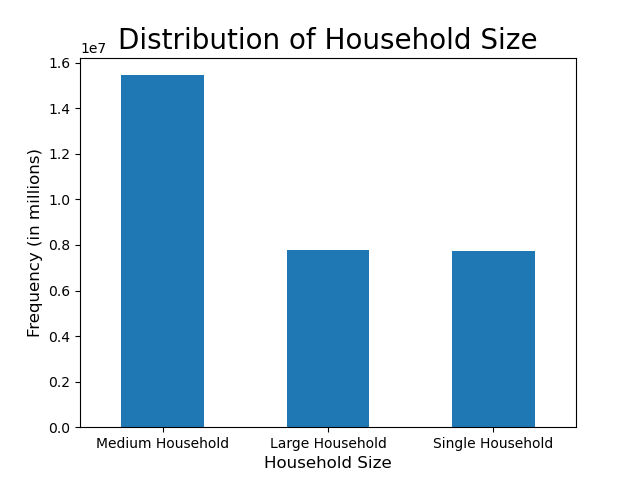 Distribution of Household Size
1e7
1.6
1.4
1.2
1.0
0.8
0.6
0.4
0.2
0.0
Frequency (in millions)
Medium Household
Large Household
Single Household
Household Size